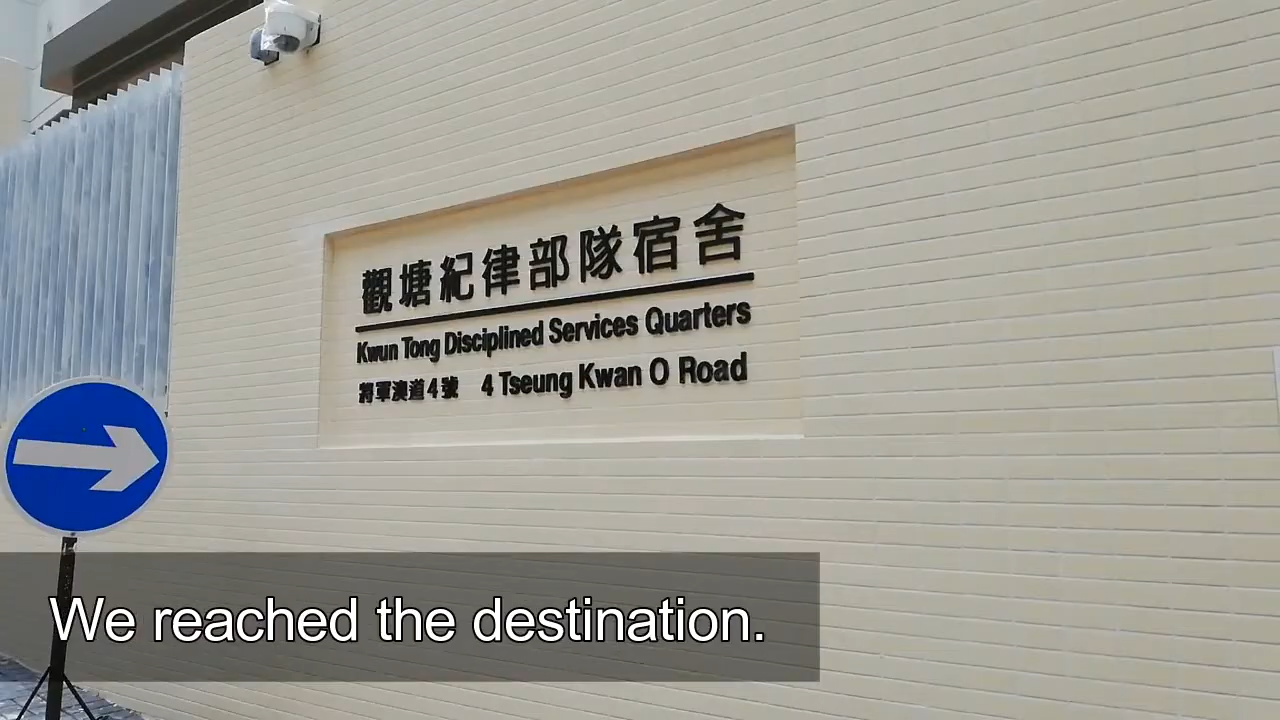 觀塘紀律部隊宿舍
Kwun Tong Disciplined Services Quarters
將軍澳道4號 4 Tseung Kwan O Road
We reached the destination.